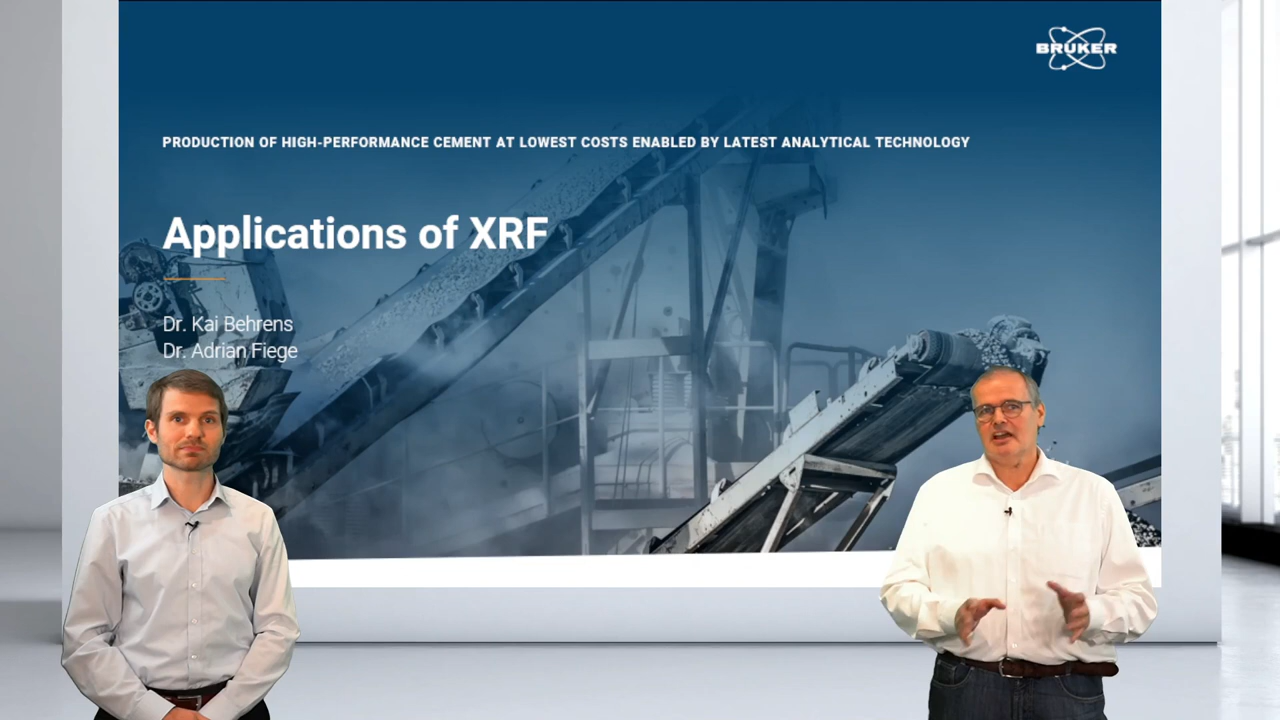 BRUKER
PRODUCTION OF HIGH-PERFORMANCE CEMENT AT LOWEST COSTS ENABLED BY LATEST ANALYTICAL TECHNOLOGY
Applications of XRF
Dr. Kai Behrens
Dr. Adrian Fiege